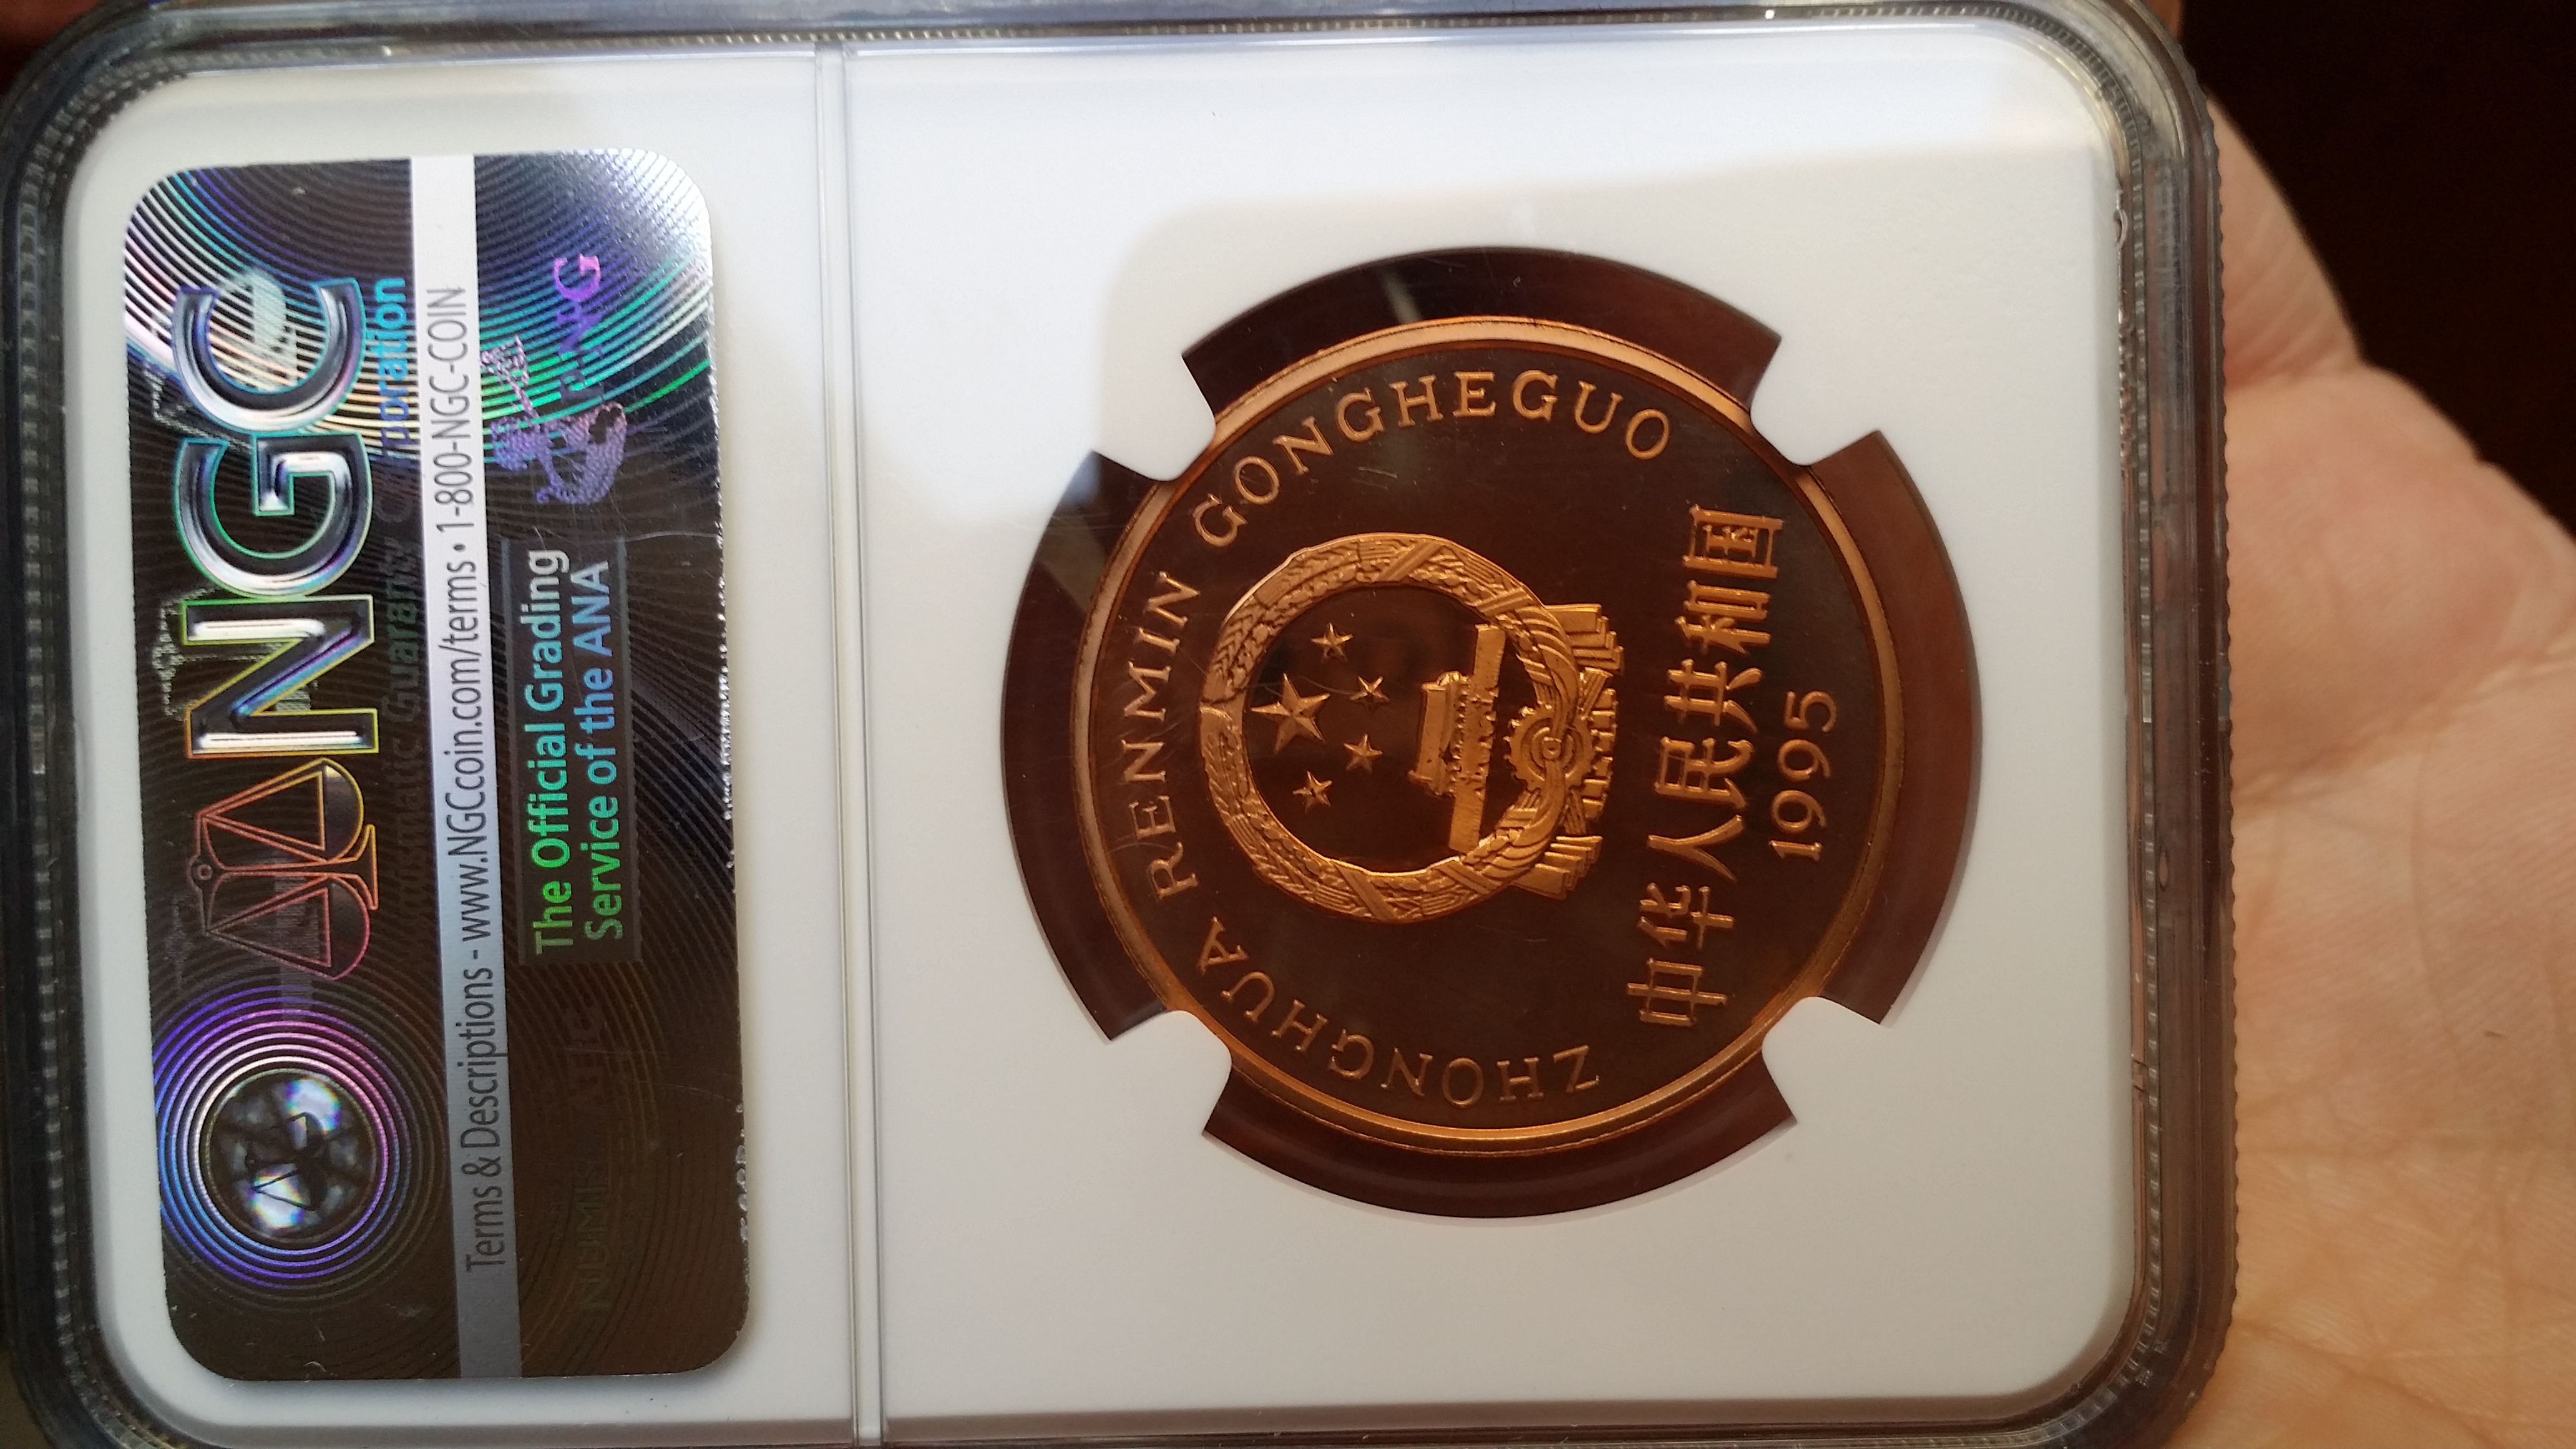 NGC
Numismatic Guaranty Corporation
Terms & Descriptions - www.NGCcoin.com/terms • 1-800-NGC-COIN
The Official Grading
Service of the ANA
PNG
ZHONGHUA RENMIN GONGHEGUO
中华人民共和国
1995